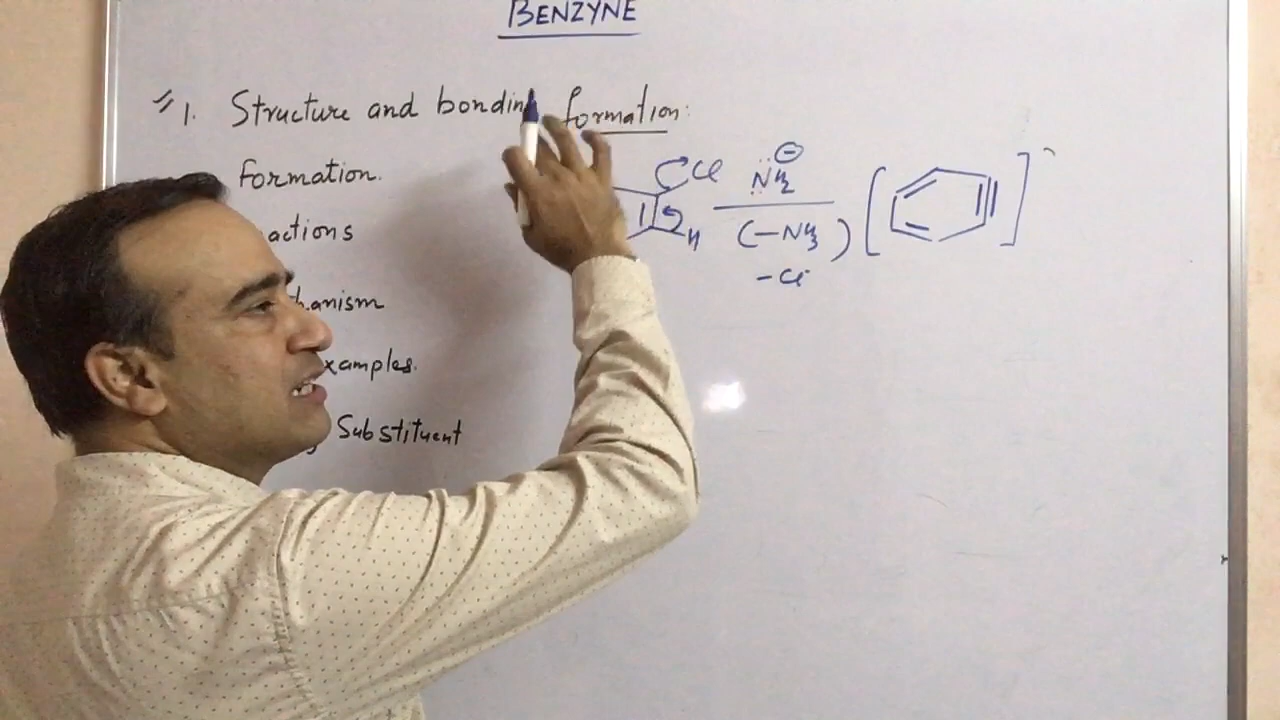 BENZYNE
1. Structure and bonding
formation:
formation.
actions
hanism
xamples.
Substituent
Cl
H
:NH2 ⊖
(-NH3)
-Cl